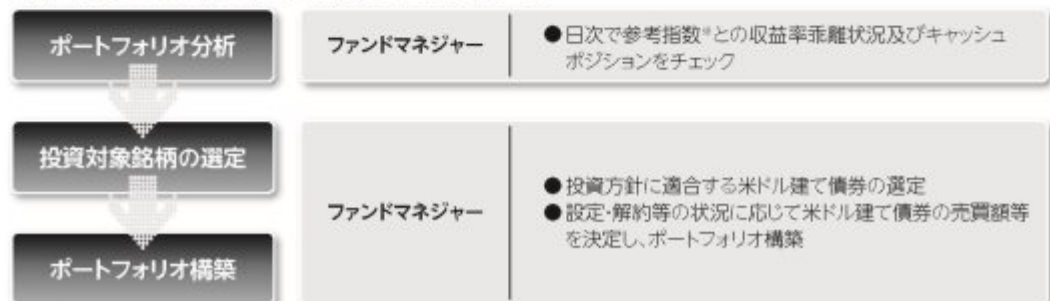 ポートフォリオ分析
ファンドマネジャー
●日次で参考指数*との収益率乖離状況及びキャッシュ
ポジションをチェック
投資対象銘柄の選定
ファンドマネジャー
●投資方針に適合する米ドル建て債券の選定
●設定・解約等の状況に応じて米ドル建て債券の売買額等
を決定し、ポートフォリオ構築
ポートフォリオ構築